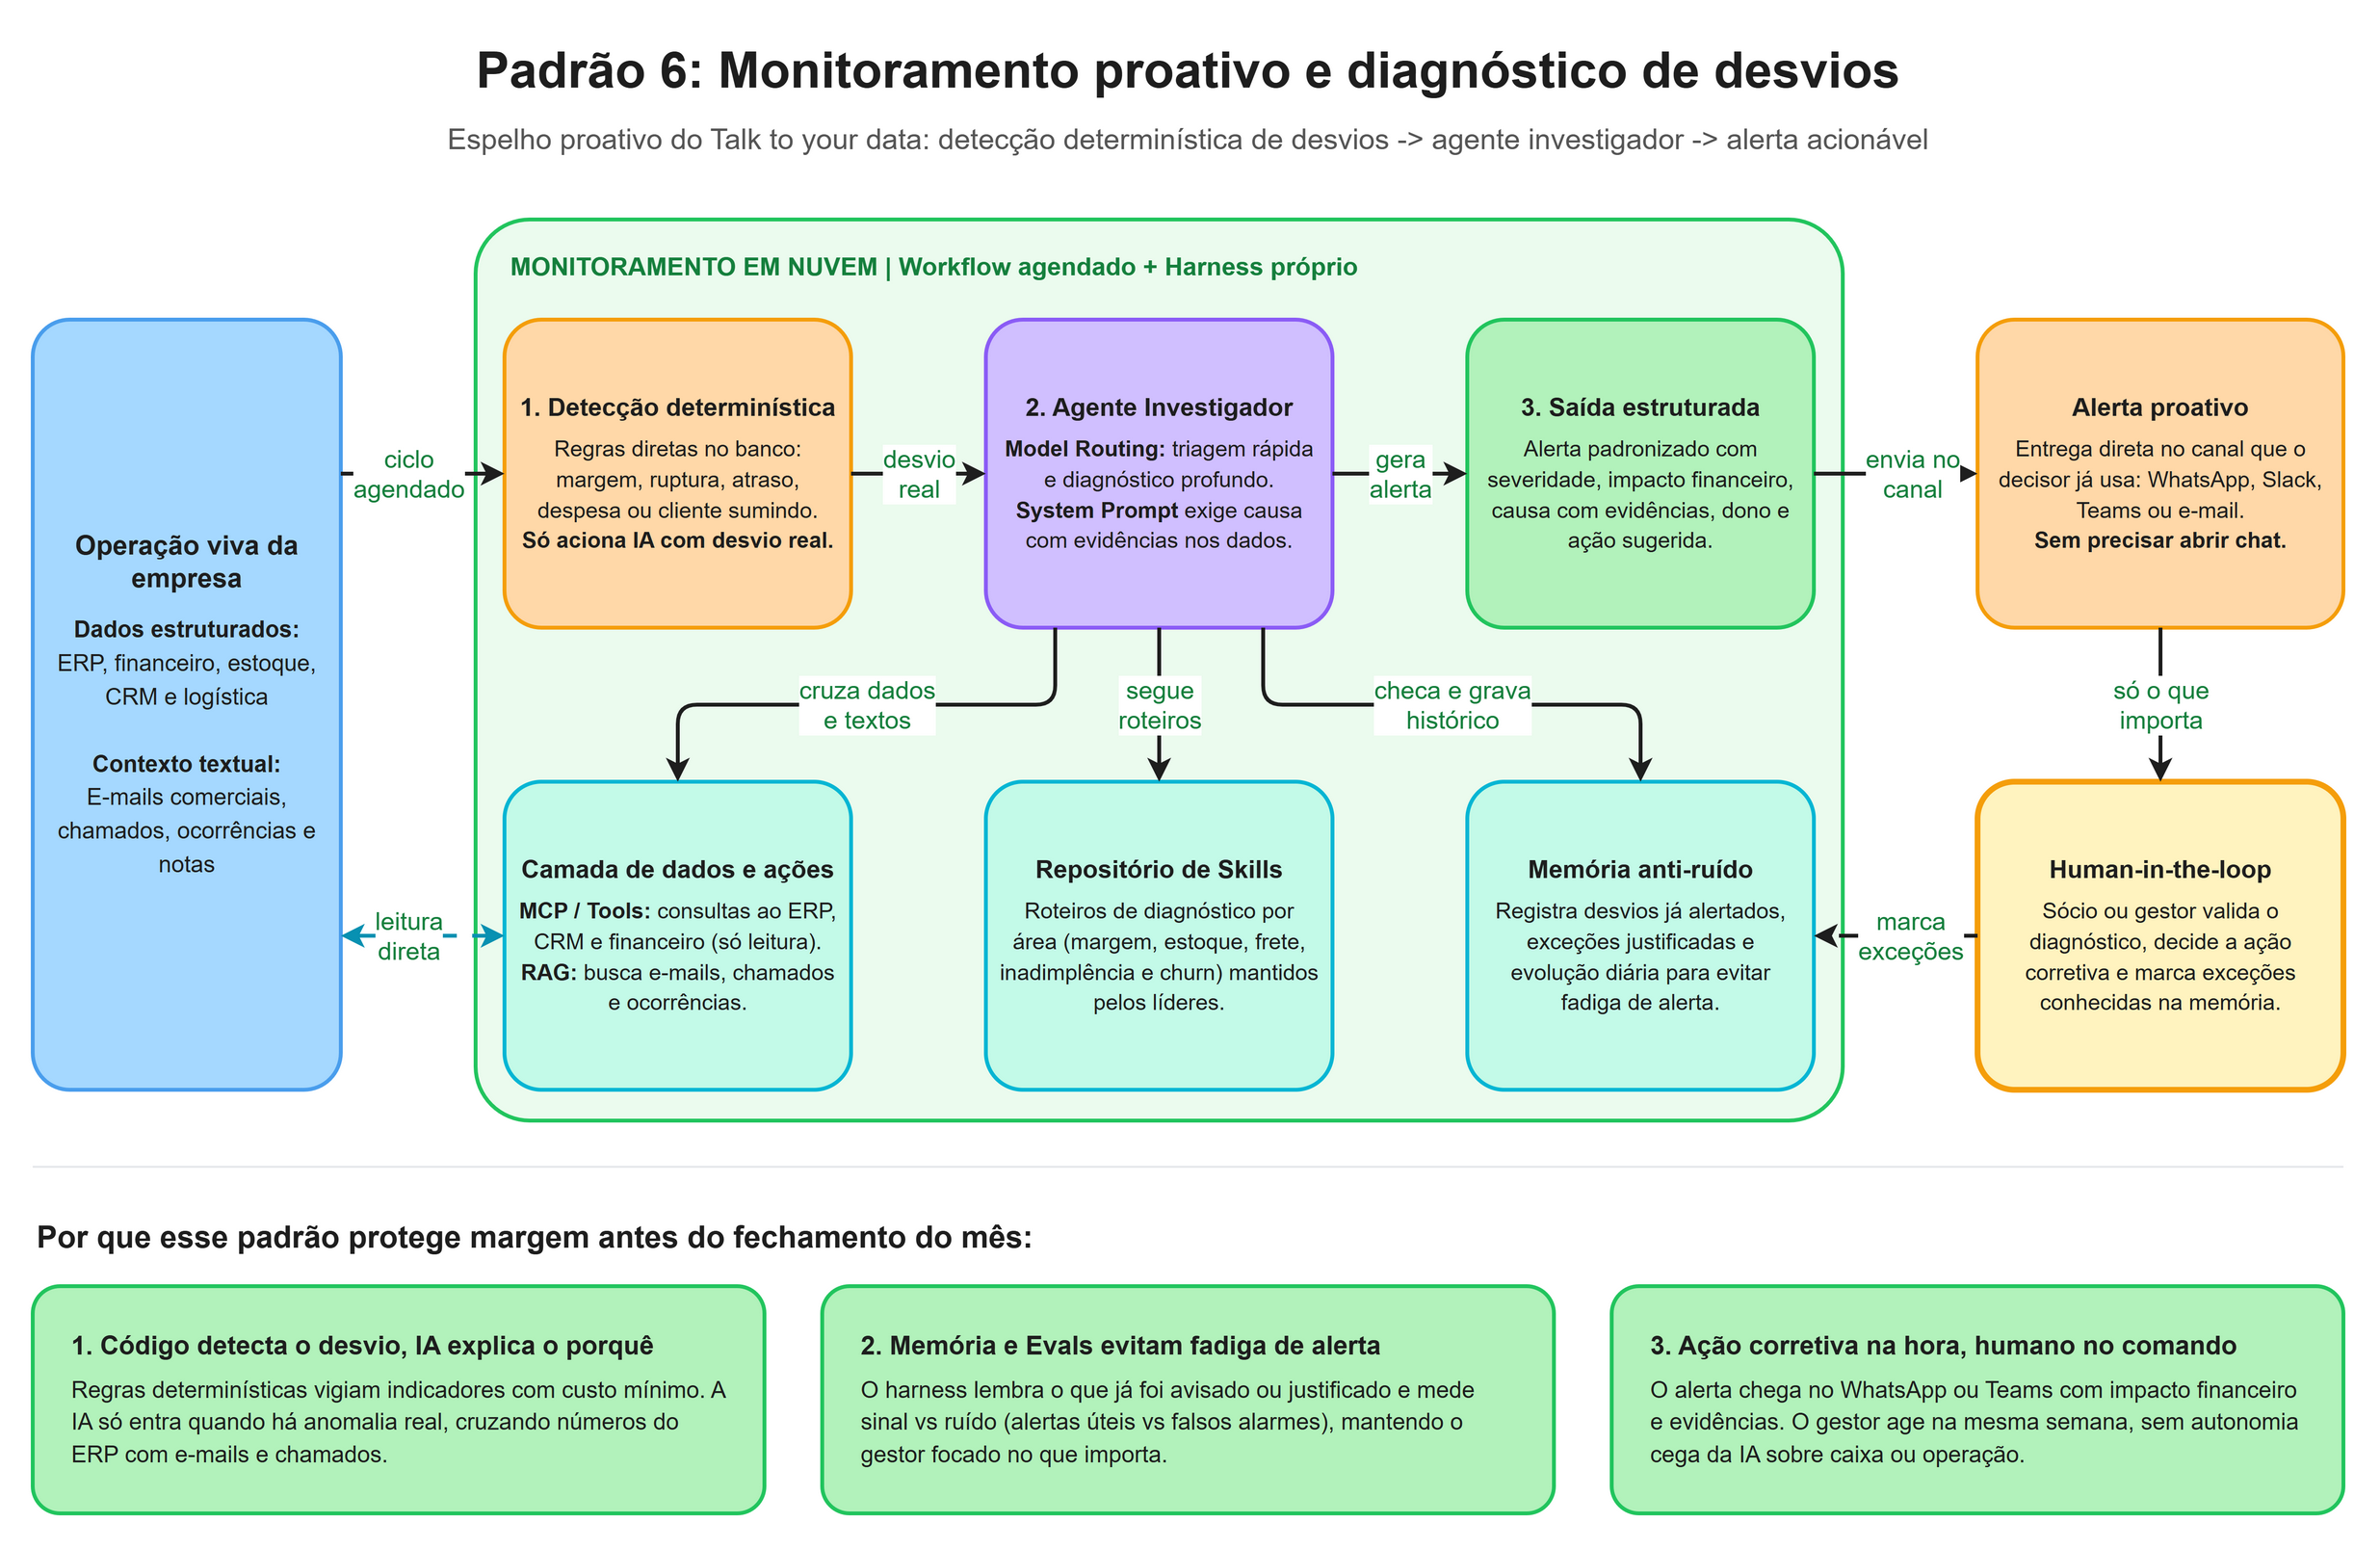 Padrão 6: Monitoramento proativo e diagnóstico de desvios
Espelho proativo do Talk to your data: detecção determinística de desvios -> agente investigador -> alerta acionável
MONITORAMENTO EM NUVEM | Workflow agendado + Harness próprio
Operação viva da
empresa
Dados estruturados:
ERP, financeiro, estoque,
CRM e logística
Contexto textual:
E-mails comerciais,
chamados, ocorrências e
notas
ciclo
agendado
1. Detecção determinística
Regras diretas no banco:
margem, ruptura, atraso,
despesa ou cliente sumindo.
Só aciona IA com desvio real.
desvio
real
2. Agente Investigador
Model Routing: triagem rápida
e diagnóstico profundo.
System Prompt exige causa
com evidências nos dados.
gera
alerta
3. Saída estruturada
Alerta padronizado com
severidade, impacto financeiro,
causa com evidências, dono e
ação sugerida.
envia no
canal
Alerta proativo
Entrega direta no canal que o
decisor já usa: WhatsApp, Slack,
Teams ou e-mail.
Sem precisar abrir chat.
cruza dados
e textos
segue
roteiros
checa e grava
histórico
só o que
importa
leitura
direta
Camada de dados e ações
MCP / Tools: consultas ao ERP,
CRM e financeiro (só leitura).
RAG: busca e-mails, chamados
e ocorrências.
Repositório de Skills
Roteiros de diagnóstico por
área (margem, estoque, frete,
inadimplência e churn) mantidos
pelos líderes.
Memória anti-ruído
Registra desvios já alertados,
exceções justificadas e
evolução diária para evitar
fadiga de alerta.
marca
exceções
Human-in-the-loop
Sócio ou gestor valida o
diagnóstico, decide a ação
corretiva e marca exceções
conhecidas na memória.
Por que esse padrão protege margem antes do fechamento do mês:
1. Código detecta o desvio, IA explica o porquê
Regras determinísticas vigiam indicadores com custo mínimo. A
IA só entra quando há anomalia real, cruzando números do
ERP com e-mails e chamados.
2. Memória e Evals evitam fadiga de alerta
O harness lembra o que já foi avisado ou justificado e mede
sinal vs ruído (alertas úteis vs falsos alarmes), mantendo o
gestor focado no que importa.
3. Ação corretiva na hora, humano no comando
O alerta chega no WhatsApp ou Teams com impacto financeiro
e evidências. O gestor age na mesma semana, sem autonomia
cega da IA sobre caixa ou operação.